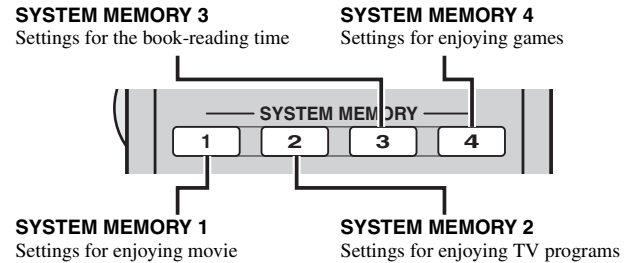 SYSTEM MEMORY 3
Settings for the book-reading time
SYSTEM MEMORY 4
Settings for enjoying games
SYSTEM MEMORY
1 2 3 4
SYSTEM MEMORY 1
Settings for enjoying movie
SYSTEM MEMORY 2
Settings for enjoying TV programs